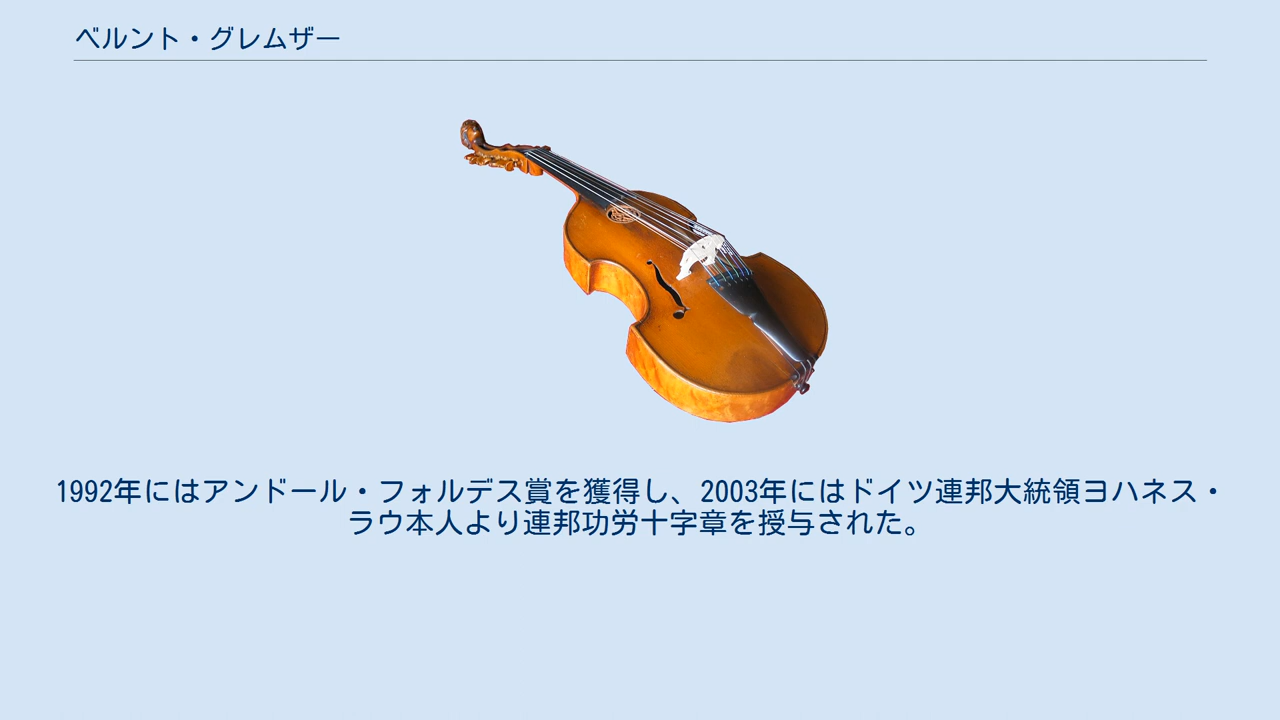 ベルント・グレムザー
1992年にはアンドール・フォルデス賞を獲得し、2003年にはドイツ連邦大統領ヨハネス・
ラウ本人より連邦功労十字章を授与された。